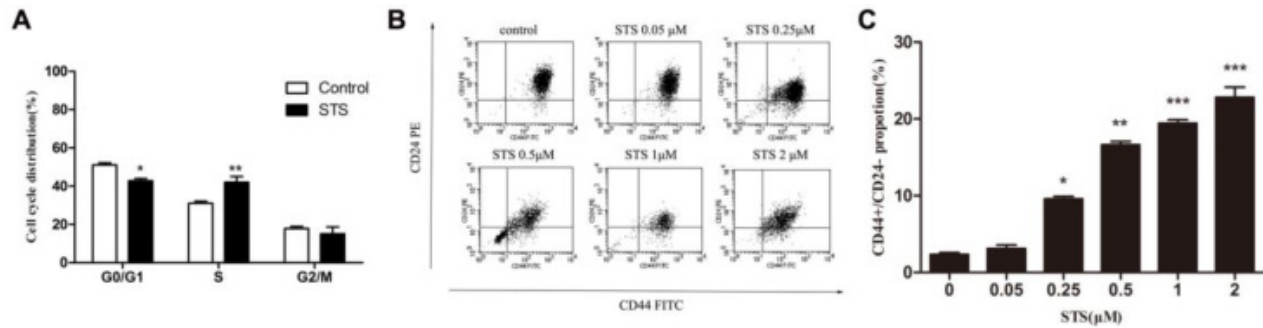 A
Cell cycle distribution(%)
100
80
60
40
20
0
Control
STS
*
**
G0/G1
S
G2/M
B
CD24 PE
control
STS 0.05 μM
STS 0.25μM
STS 0.5μM
STS 1μM
STS 2 μM
CD44 FITC
C
CD44+/CD24- propotion(%)
30
20
10
0
*
**
***
***
0
0.05
0.25
0.5
1
2
STS(μM)